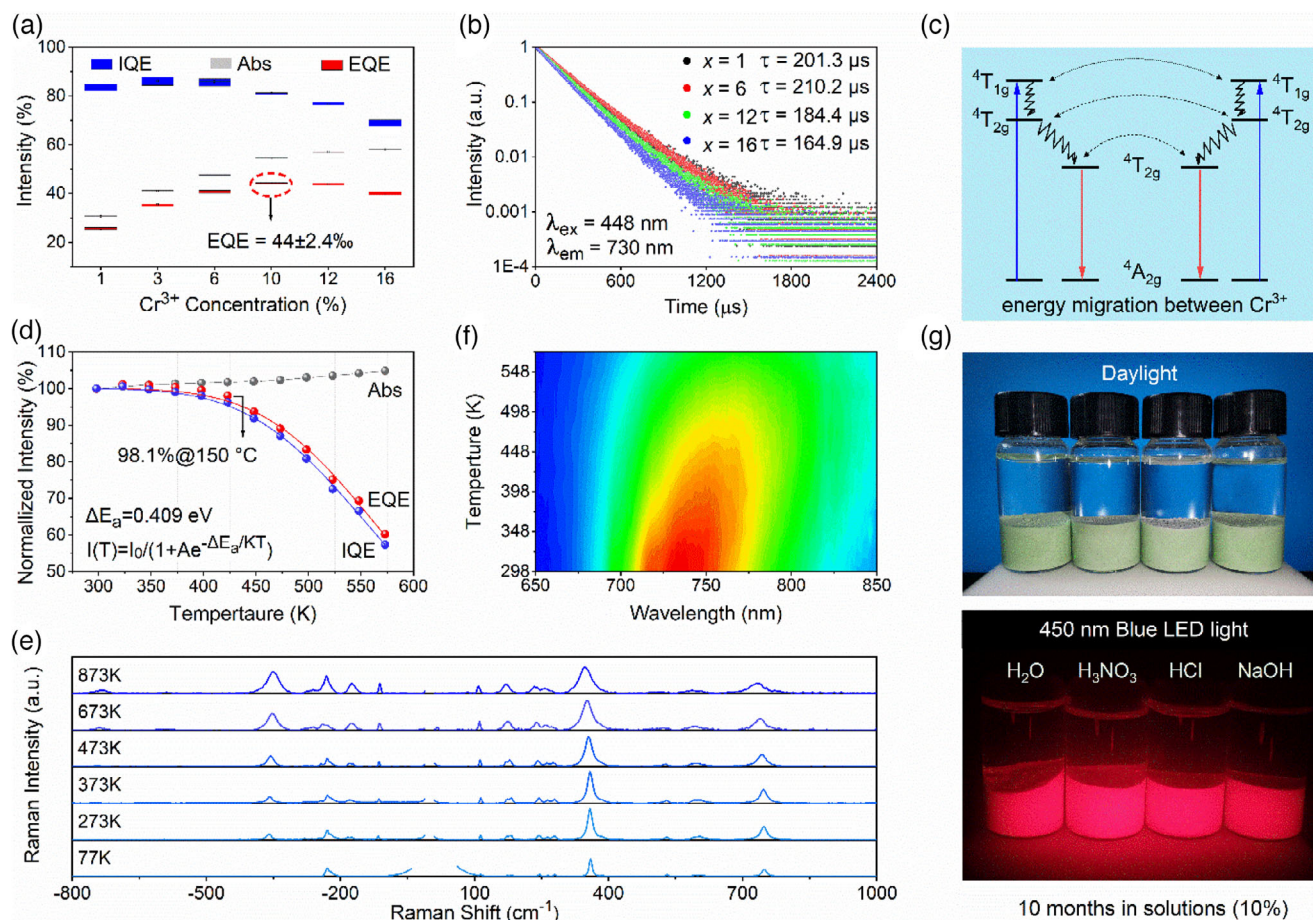 (a)
100
IQE
Abs
EQE
80
60
40
20
Intensity (%)
EQE = 44±2.4‰
1
3
6
10
12
16
Cr³⁺ Concentration (%)
(b)
1
0.1
0.01
0.001
1E-4
Intensity (a.u.)
x = 1 τ = 201.3 µs
x = 6 τ = 210.2 µs
x = 12 τ = 184.4 µs
x = 16 τ = 164.9 µs
λex = 448 nm
λem = 730 nm
0
600
1200
1800
2400
Time (µs)
(c)
⁴T₁g
⁴T₁g
⁴T₂g
⁴T₂g
⁴T₂g
⁴A₂g
energy migration between Cr³⁺
(d)
110
100
90
80
70
60
50
Normallized Intensity (%)
Abs
98.1%@150 °C
EQE
ΔEa=0.409 eV
I(T)=I₀/(1+Ae^-ΔEa/KT)
IQE
300
350
400
450
500
550
600
Tempertaure (K)
(f)
548
498
448
398
348
298
Temperture (K)
650
700
750
800
850
Wavelength (nm)
(g)
Daylight
450 nm Blue LED light
H₂O
H₃NO₃
HCl
NaOH
10 months in solutions (10%)
(e)
Raman Intensity (a.u.)
873K
673K
473K
373K
273K
77K
-800
-500
-200
100
400
700
1000
Raman Shift (cm⁻¹)